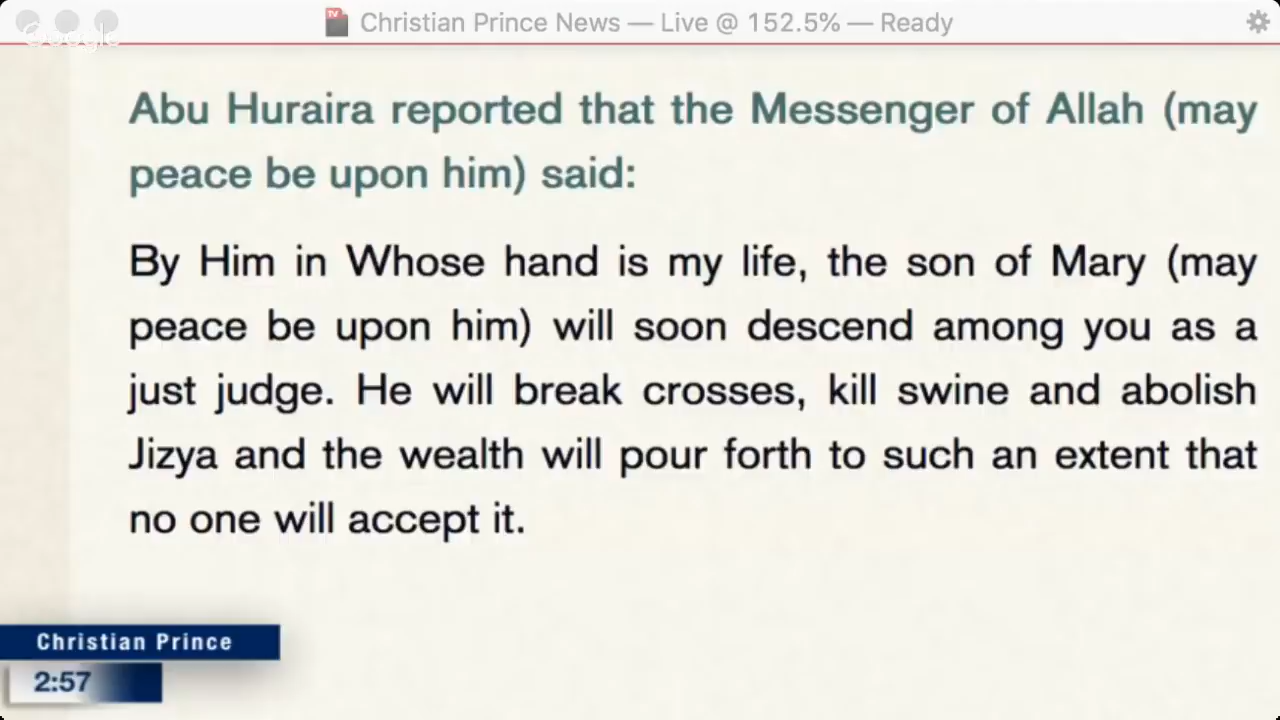 Christian Prince News — Live @ 152.5% — Ready
Google
Abu Huraira reported that the Messenger of Allah (may
peace be upon him) said:
By Him in Whose hand is my life, the son of Mary (may
peace be upon him) will soon descend among you as a
just judge. He will break crosses, kill swine and abolish
Jizya and the wealth will pour forth to such an extent that
no one will accept it.
Christian Prince
2:57